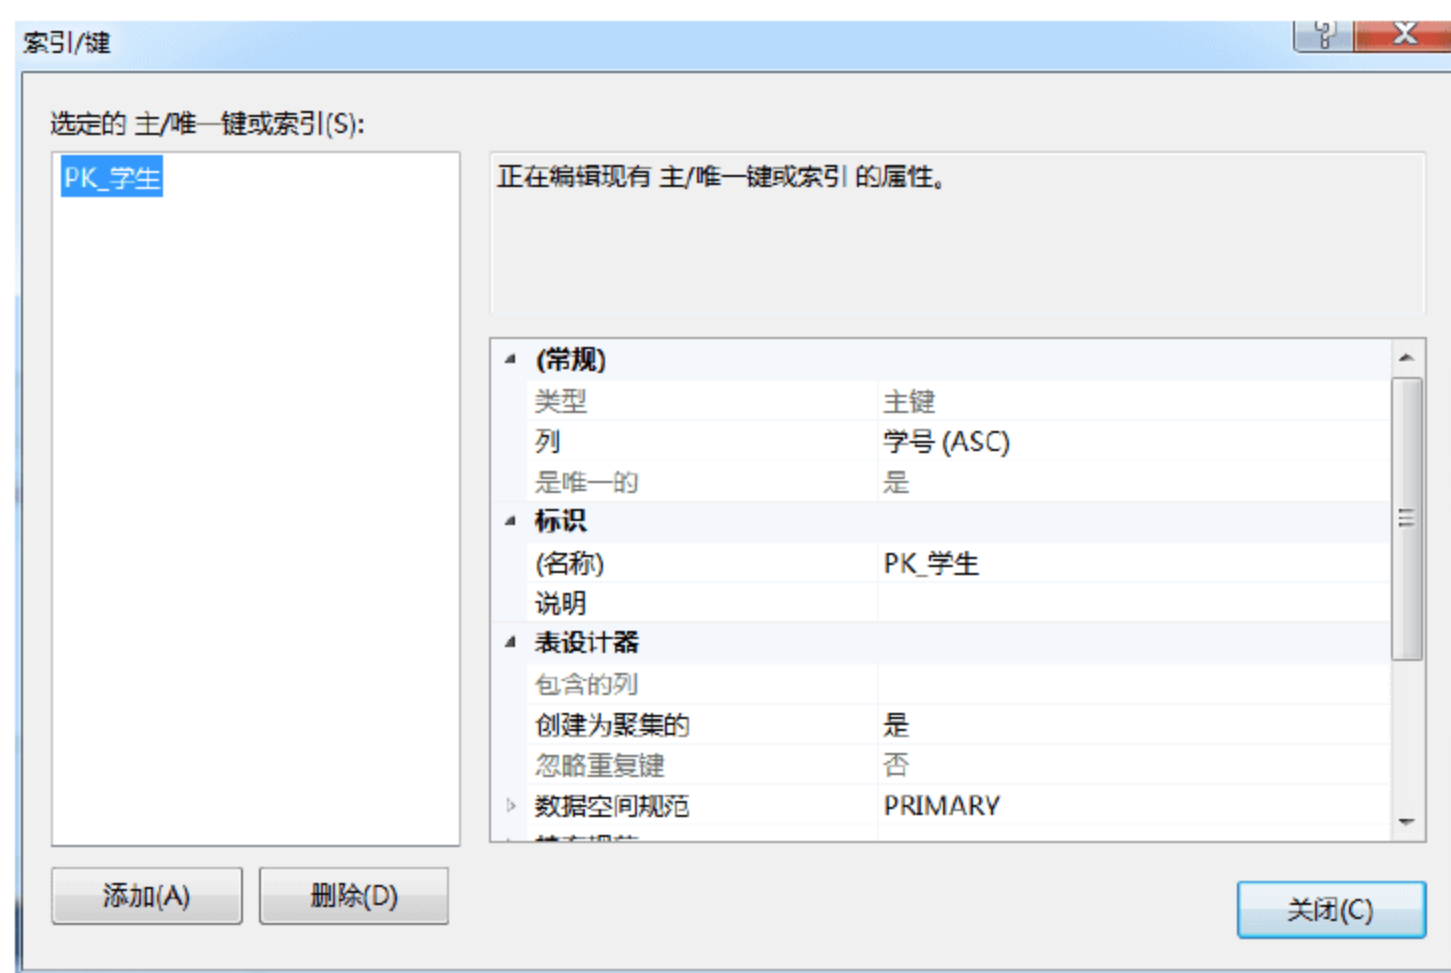 索引/键
选定的 主/唯一键或索引(S):
PK_学生
正在编辑现有 主/唯一键或索引 的属性。
(常规)
类型 主键
列 学号 (ASC)
是唯一的 是
标识
(名称) PK_学生
说明
表设计器
包含的列
创建为聚集的 是
忽略重复键 否
数据空间规范 PRIMARY
添加(A) 删除(D)
关闭(C)